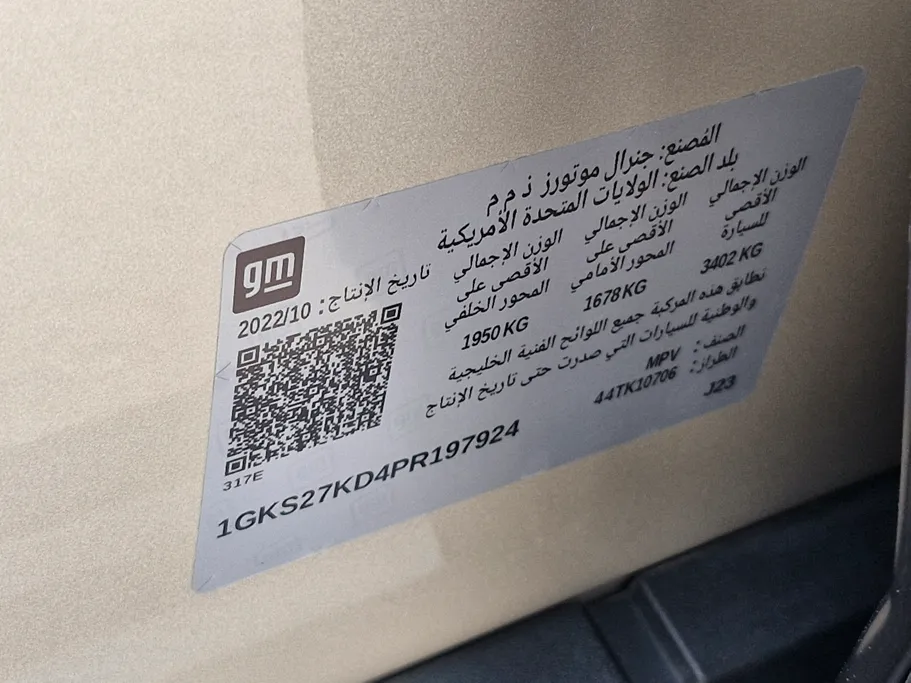 gm
المُصنع: جنرال موتورز ذ م م
بلد الصنع: الولايات المتحدة الأمريكية
تاريخ الإنتاج: 2022/10
الوزن الإجمالي الأقصى للسيارة
3402 KG
الوزن الإجمالي الأقصى على المحور الأمامي
1678 KG
الوزن الإجمالي الأقصى على المحور الخلفي
1950 KG
تطابق هذه المركبة جميع اللوائح الفنية الخليجية
والوطنية للسيارات التي صدرت حتى تاريخ الإنتاج
الصنف: MPV
الطراز: 44TK10706
J23
317E
1GKS27KD4PR197924